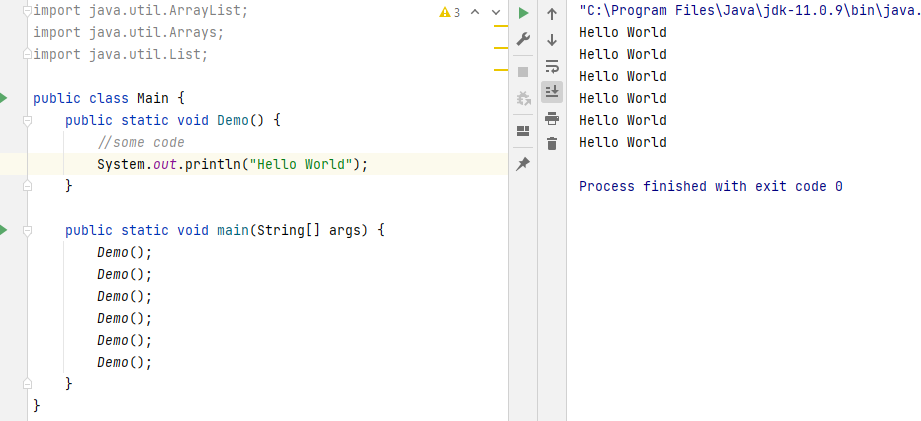 import java.util.ArrayList;
import java.util.Arrays;
import java.util.List;
public class Main {
public static void Demo() {
//some code
System.out.println("Hello World");
}
public static void main(String[] args) {
Demo();
Demo();
Demo();
Demo();
Demo();
Demo();
}
}
3
"C:\Program Files\Java\jdk-11.0.9\bin\java.
Hello World
Hello World
Hello World
Hello World
Hello World
Hello World
Process finished with exit code 0